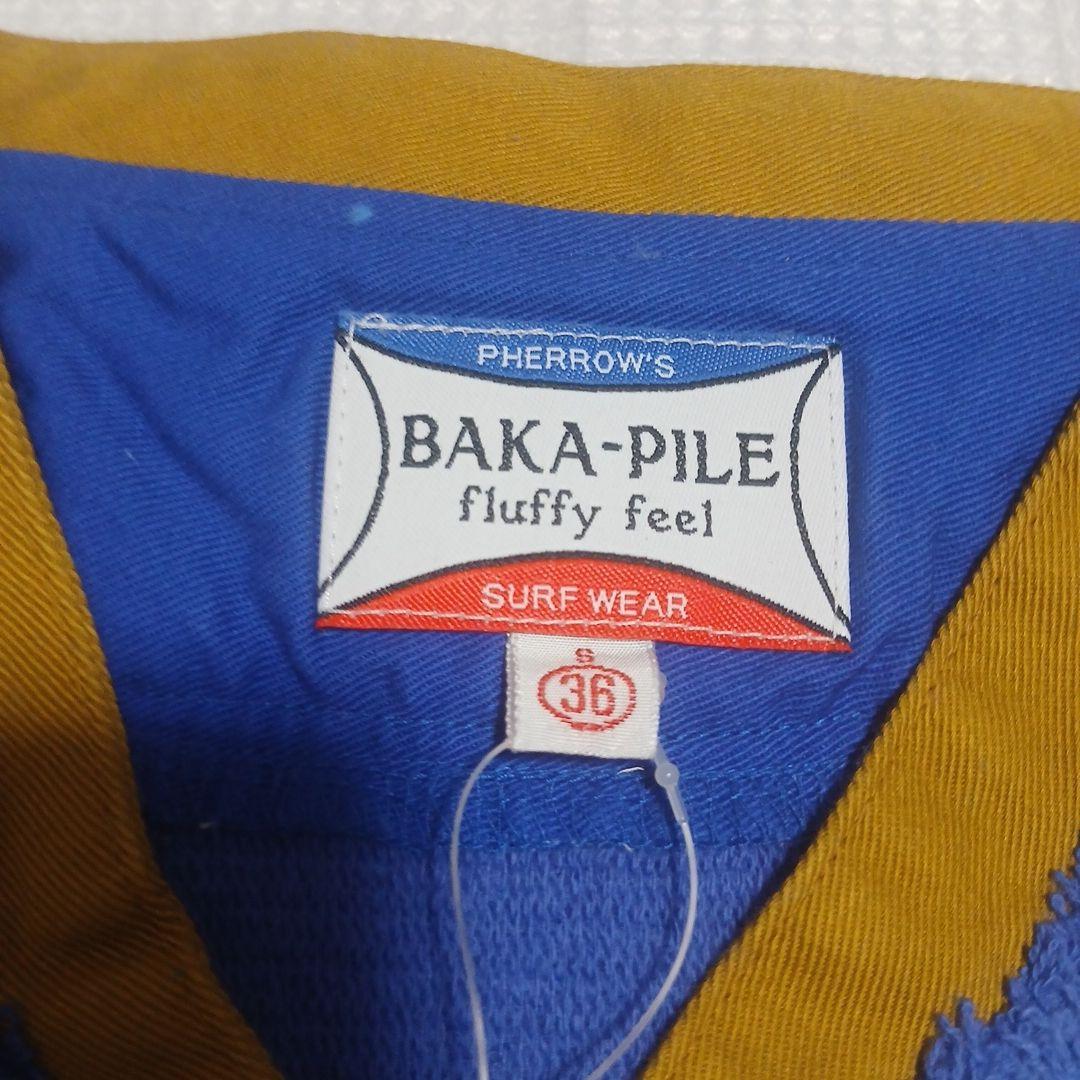 PHERROW'S
BAKA-PILE
fluffy feel
SURF WEAR
S
36